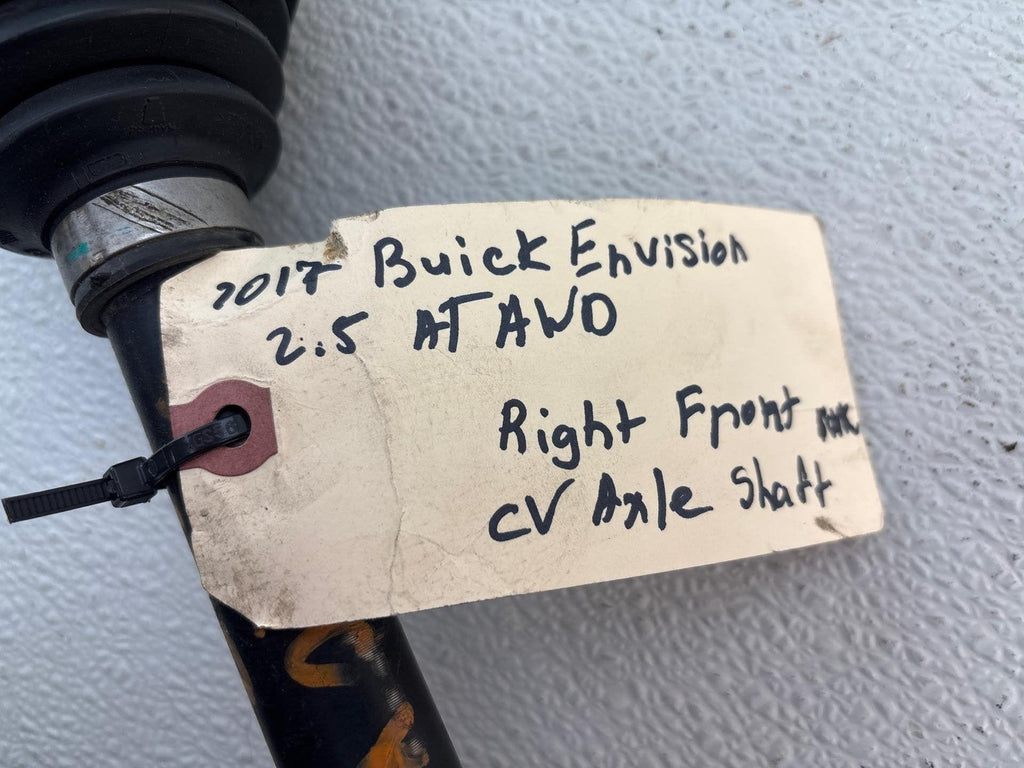 2017 Buick Envision
2.5 AT AWD
Right Front
CV Axle Shaft